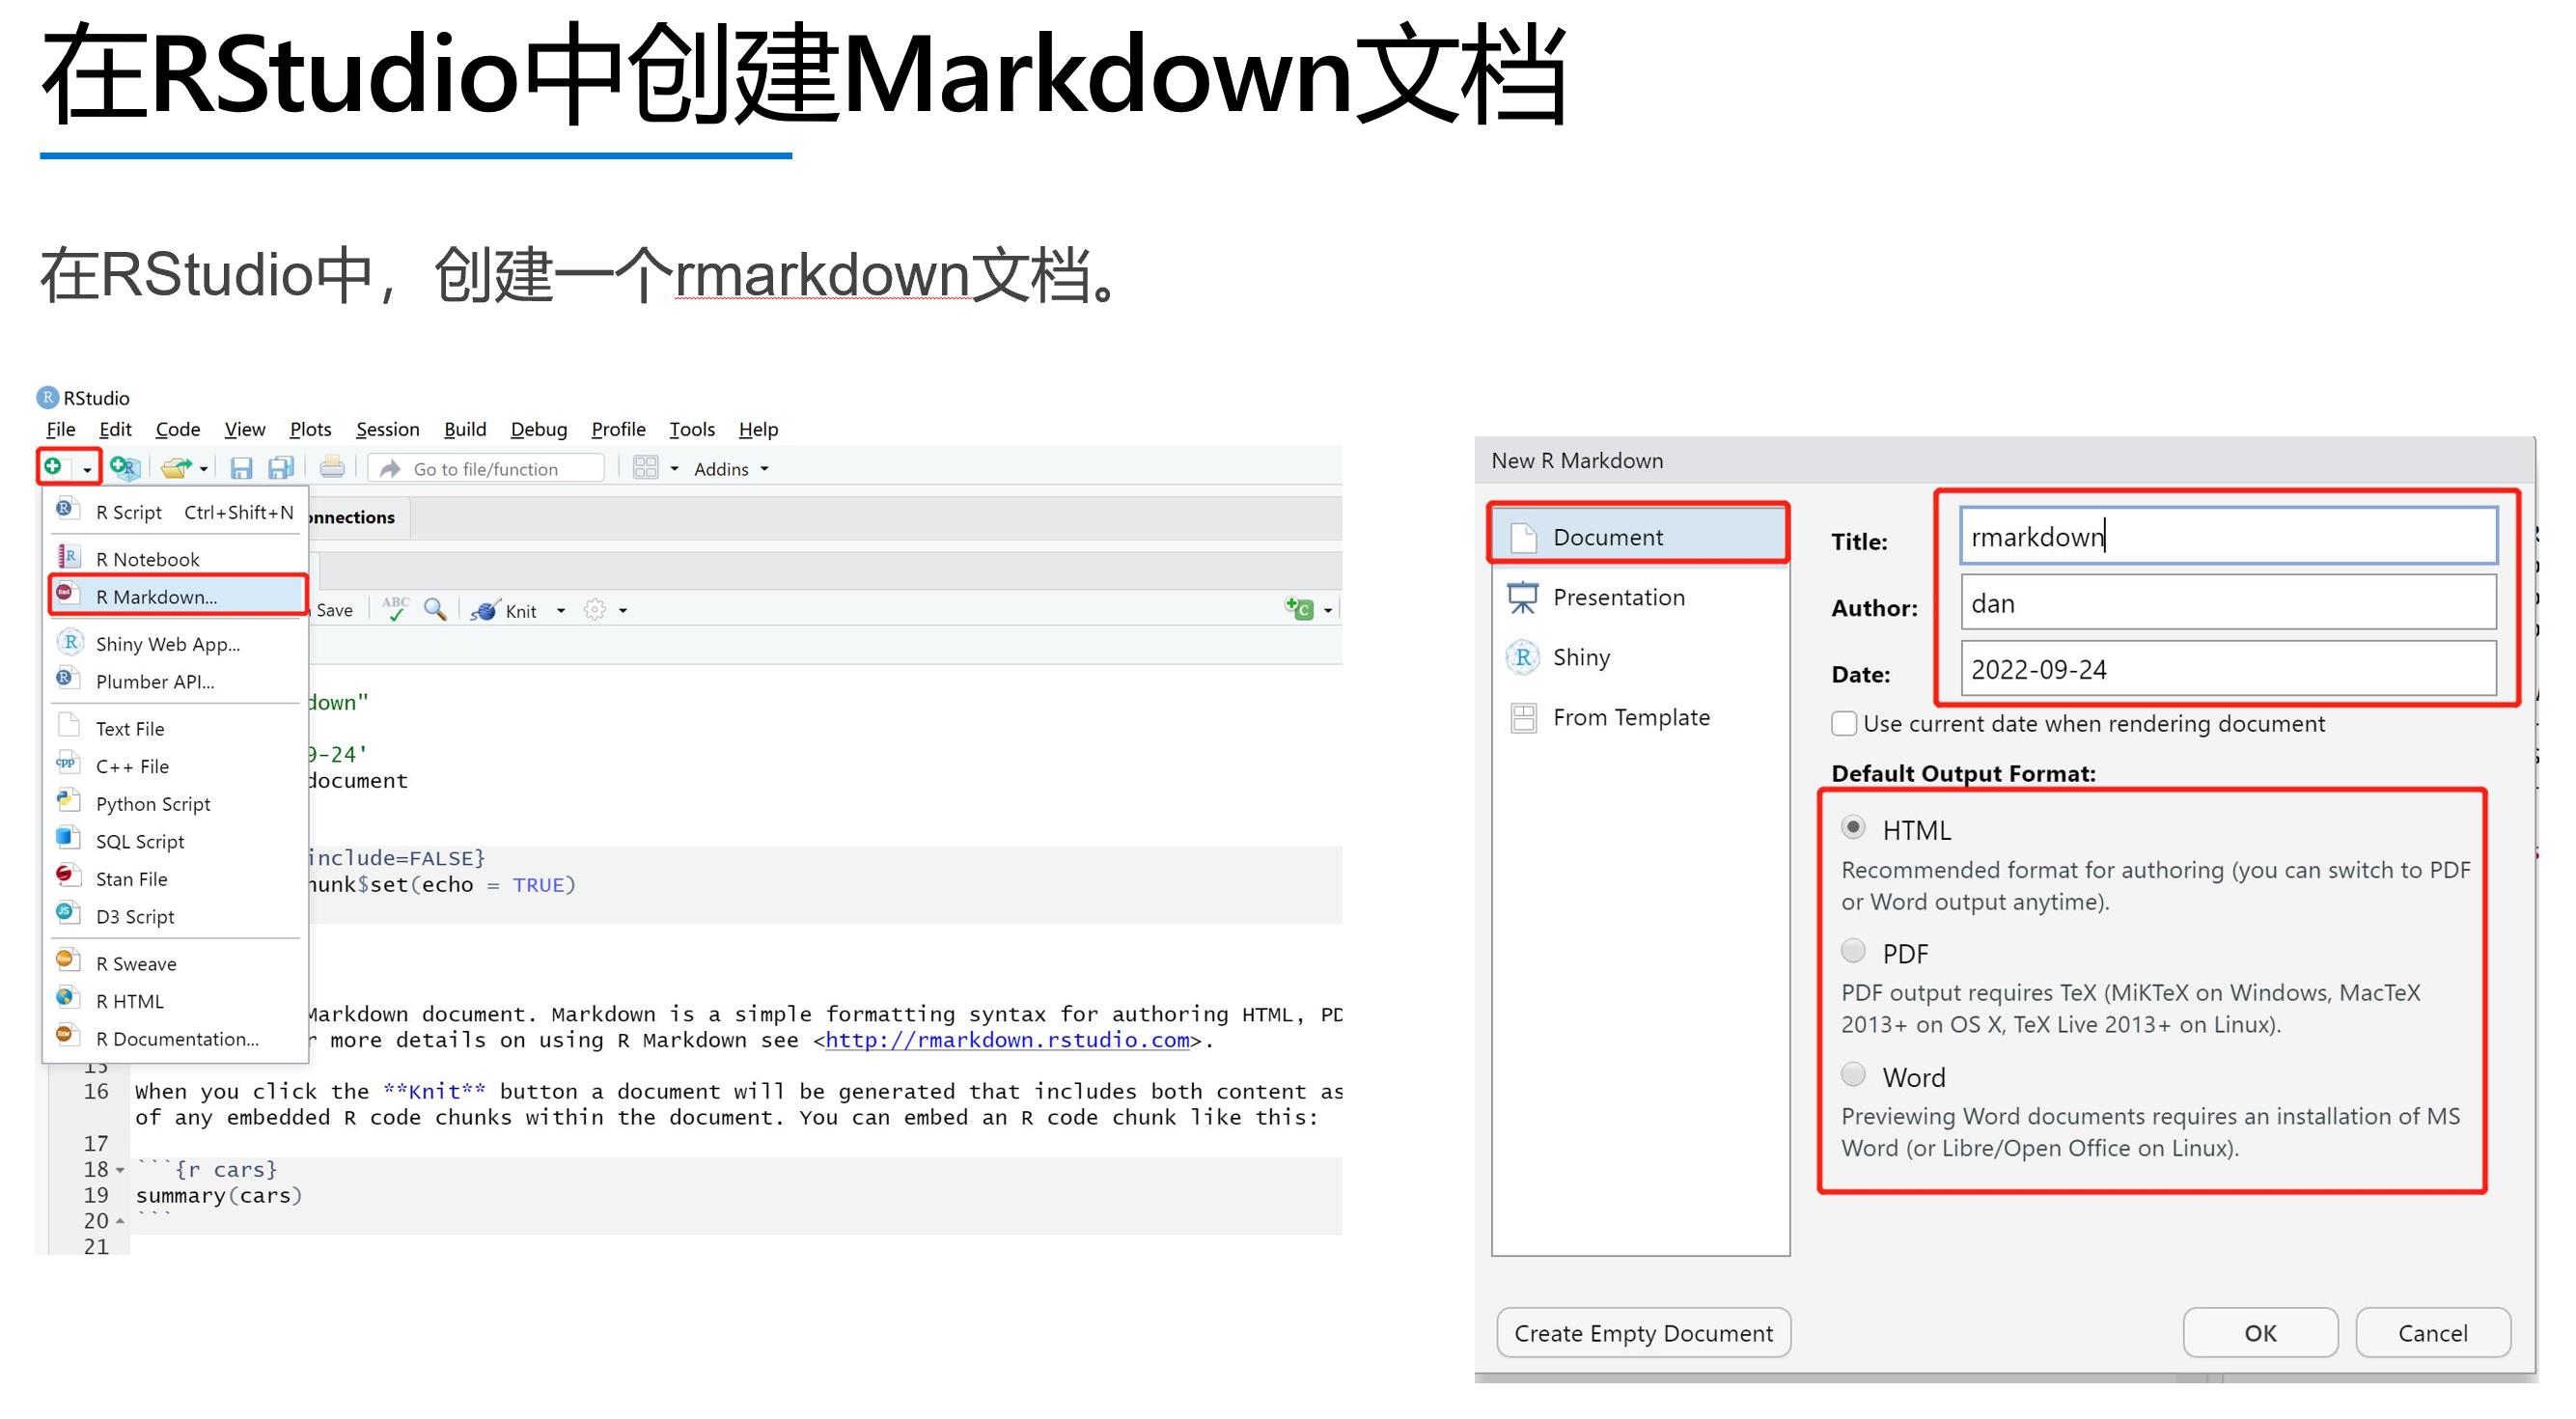 在RStudio中创建Markdown文档
在RStudio中，创建一个rmarkdown文档。
RStudio
File Edit Code View Plots Session Build Debug Profile Tools Help
Go to file/function Addins
R Script Ctrl+Shift+N
onnections
R Notebook
R Markdown...
Save ABC Knit
Shiny Web App...
Plumber API...
down"
Text File
9-24'
C++ File
document
Python Script
SQL Script
include=FALSE}
Stan File
hunk$set(echo = TRUE)
D3 Script
R Sweave
R HTML
Markdown document. Markdown is a simple formatting syntax for authoring HTML, PD
R Documentation...
r more details on using R Markdown see <http://rmarkdown.rstudio.com>.
15
16 When you click the **Knit** button a document will be generated that includes both content as
of any embedded R code chunks within the document. You can embed an R code chunk like this:
17
18 ```{r cars}
19 summary(cars)
20 ```
21
New R Markdown
Document
Presentation
Shiny
From Template
Title: rmarkdown
Author: dan
Date: 2022-09-24
Use current date when rendering document
Default Output Format:
HTML
Recommended format for authoring (you can switch to PDF
or Word output anytime).
PDF
PDF output requires TeX (MiKTeX on Windows, MacTeX
2013+ on OS X, TeX Live 2013+ on Linux).
Word
Previewing Word documents requires an installation of MS
Word (or Libre/Open Office on Linux).
Create Empty Document OK Cancel